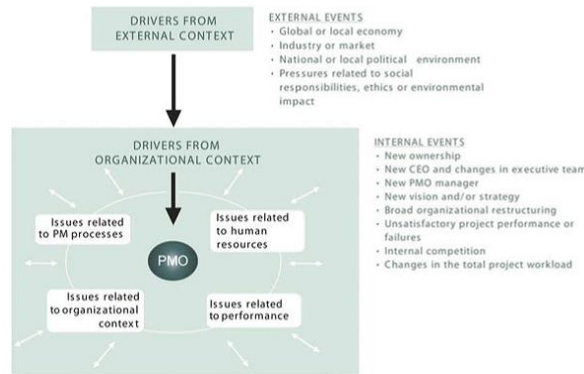 DRIVERS FROM
EXTERNAL CONTEXT
EXTERNAL EVENTS
• Global or local economy
• Industry or market
• National or local political environment
• Pressures related to social
responsibilities, ethics or environmental
impact
DRIVERS FROM
ORGANIZATIONAL CONTEXT
INTERNAL EVENTS
• New ownership
• New CEO and changes in executive team
• New PMO manager
• New vision and/or strategy
• Broad organizational restructuring
• Unsatisfactory project performance or
failures
• Internal competition
• Changes in the total project workload
Issues related
to PM processes
Issues related
to human
resources
PMO
Issues related
to organizational
context
Issues related
to performance